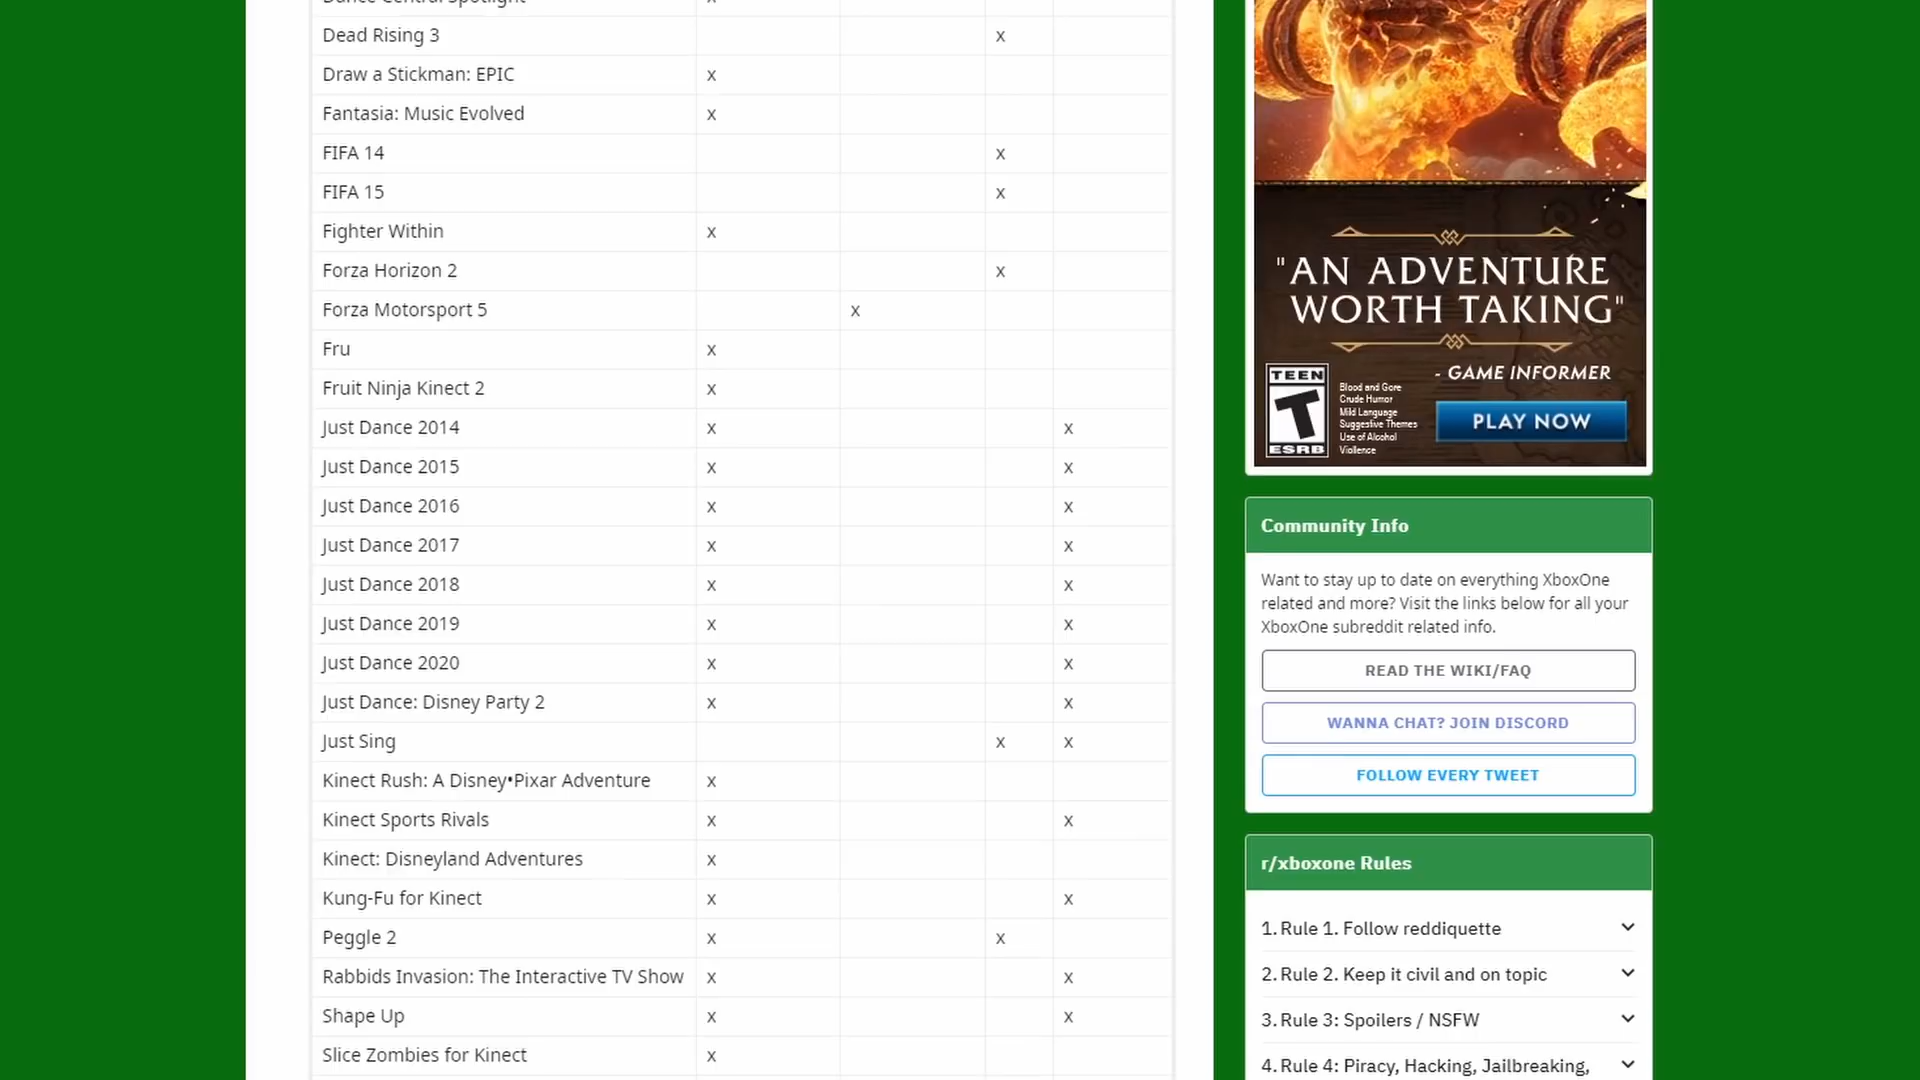 Dance Central Spotlight x
Dead Rising 3 x
Draw a Stickman: EPIC x
Fantasia: Music Evolved x
FIFA 14 x
FIFA 15 x
Fighter Within x
Forza Horizon 2 x
Forza Motorsport 5 x
Fru x
Fruit Ninja Kinect 2 x
Just Dance 2014 x x
Just Dance 2015 x x
Just Dance 2016 x x
Just Dance 2017 x x
Just Dance 2018 x x
Just Dance 2019 x x
Just Dance 2020 x x
Just Dance: Disney Party 2 x x
Just Sing x x
Kinect Rush: A Disney•Pixar Adventure x
Kinect Sports Rivals x x
Kinect: Disneyland Adventures x
Kung-Fu for Kinect x x
Peggle 2 x x
Rabbids Invasion: The Interactive TV Show x x
Shape Up x x
Slice Zombies for Kinect x
"AN ADVENTURE
WORTH TAKING"
- GAME INFORMER
TEEN
T
ESRB
Blood and Gore
Crude Humor
Mild Language
Suggestive Themes
Use of Alcohol
Violence
PLAY NOW
Community Info
Want to stay up to date on everything XboxOne
related and more? Visit the links below for all your
XboxOne subreddit related info.
READ THE WIKI/FAQ
WANNA CHAT? JOIN DISCORD
FOLLOW EVERY TWEET
r/xboxone Rules
1. Rule 1. Follow reddiquette
2. Rule 2. Keep it civil and on topic
3. Rule 3: Spoilers / NSFW
4. Rule 4: Piracy, Hacking, Jailbreaking,